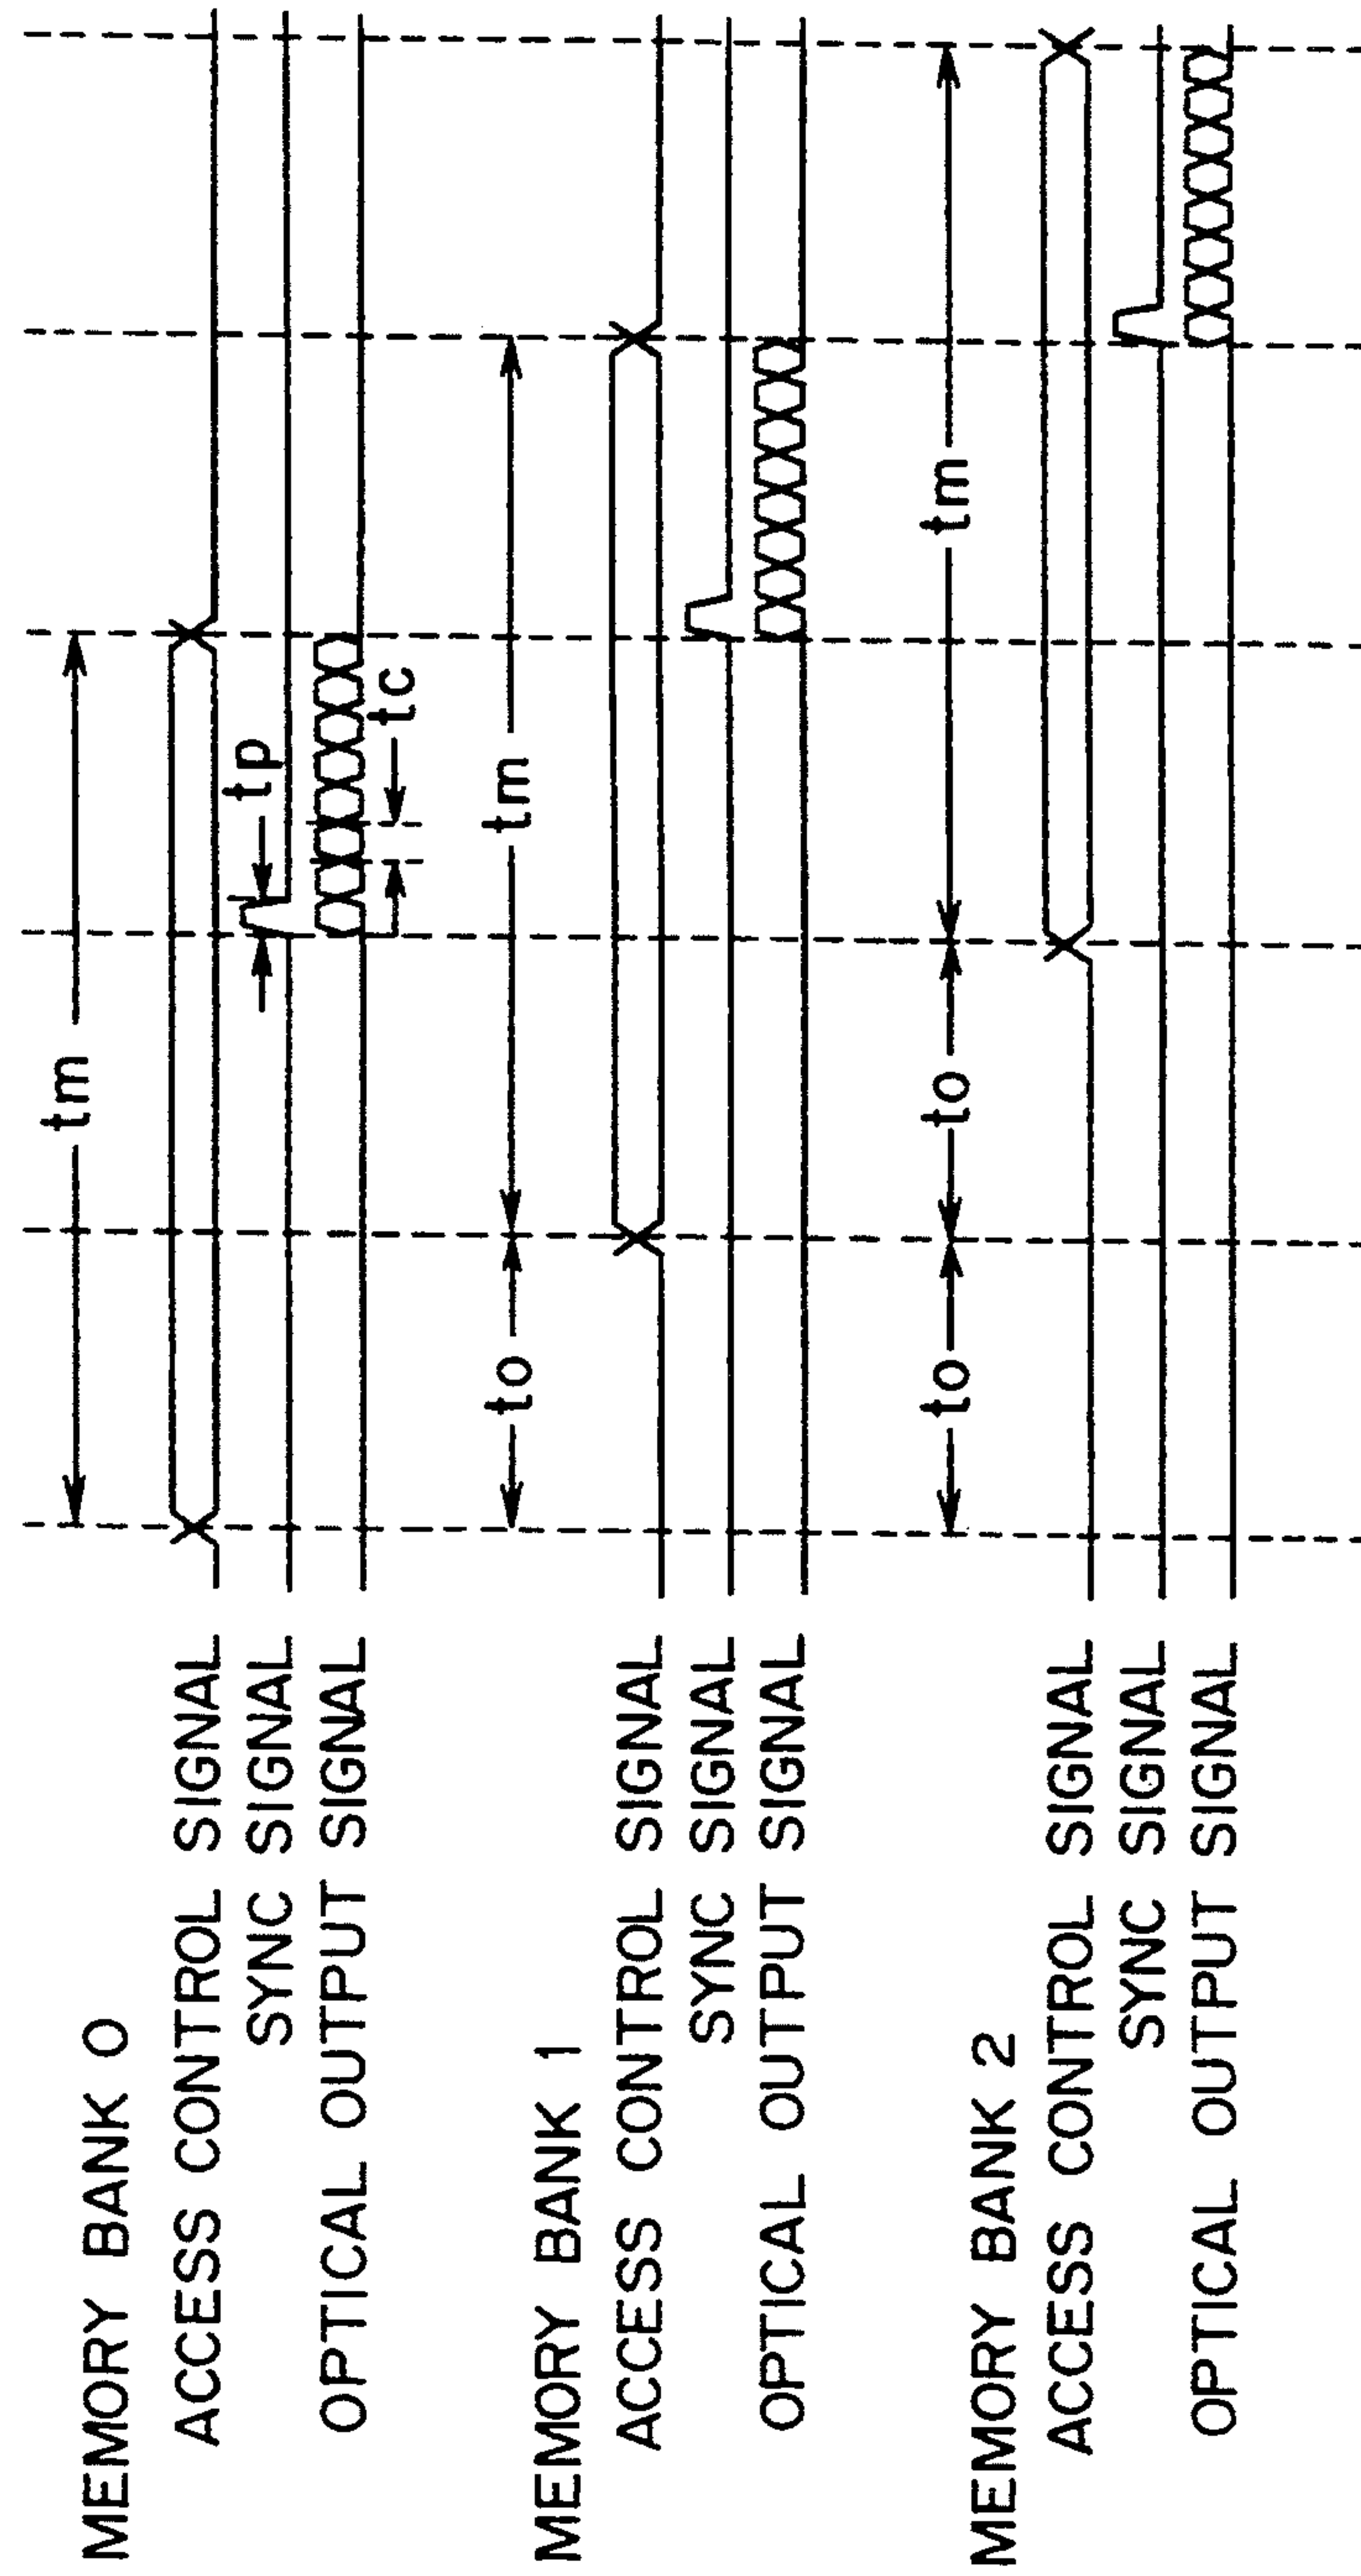 tm
MEMORY BANK 0
ACCESS CONTROL SIGNAL
tp
SYNC SIGNAL
OPTICAL OUTPUT SIGNAL
tc
to
tm
MEMORY BANK 1
ACCESS CONTROL SIGNAL
SYNC SIGNAL
OPTICAL OUTPUT SIGNAL
to
to
tm
MEMORY BANK 2
ACCESS CONTROL SIGNAL
SYNC SIGNAL
OPTICAL OUTPUT SIGNAL